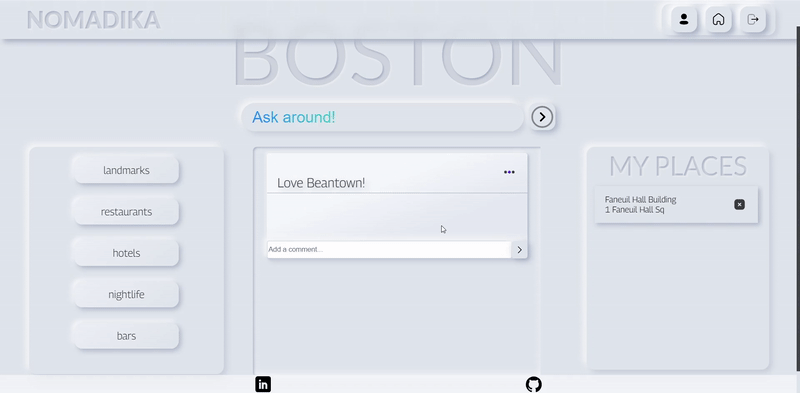 NOMADIKA
BOSTON
Ask around!
landmarks
restaurants
hotels
nightlife
bars
Love Beantown!
Add a comment...
MY PLACES
Faneuil Hall Building
1 Faneuil Hall Sq
in